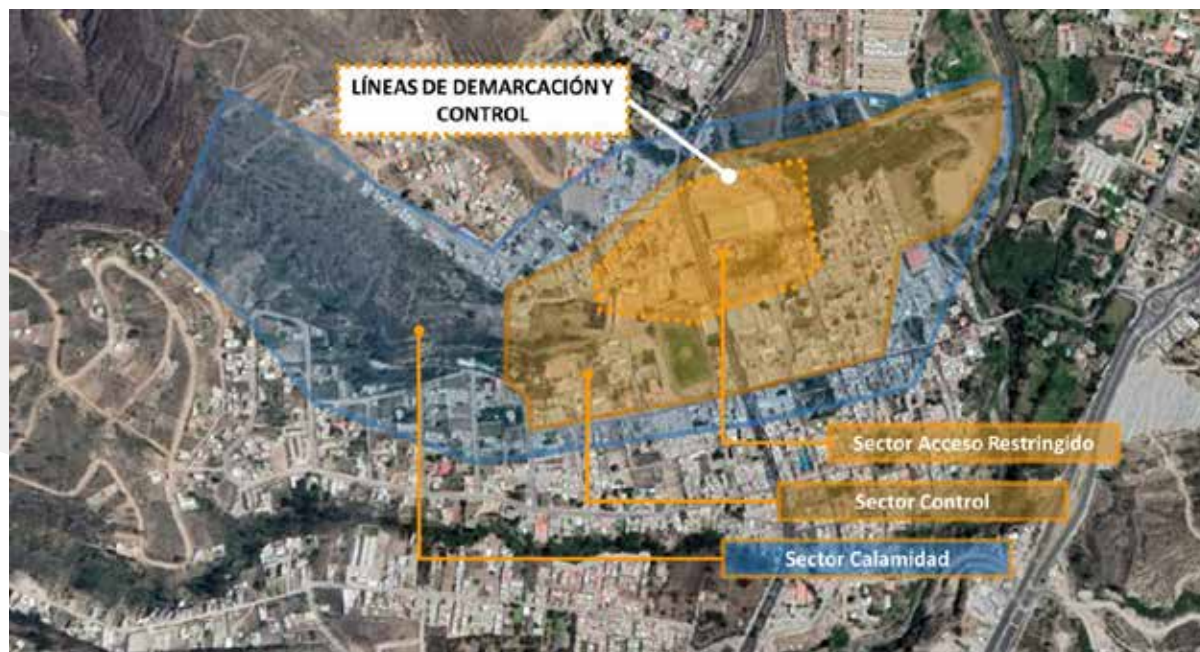 LÍNEAS DE DEMARCACIÓN Y
CONTROL
Sector Acceso Restringido
Sector Control
Sector Calamidad